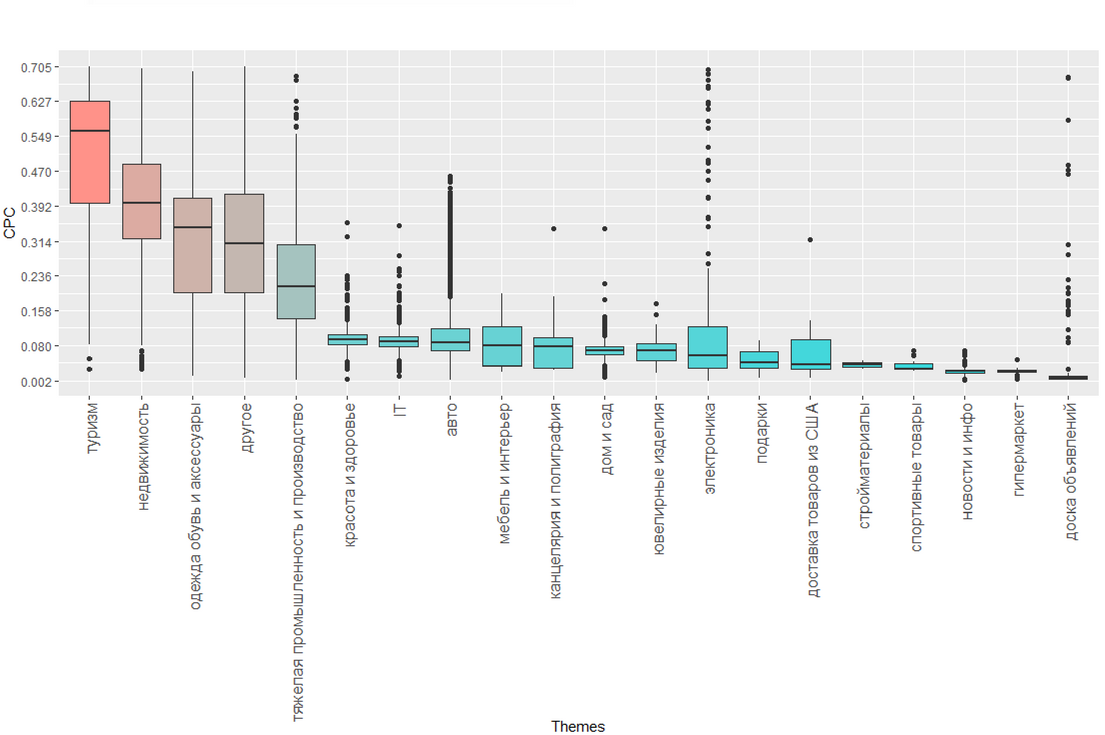 0.705
0.627
0.549
0.470
0.392
0.314
0.236
0.158
0.080
0.002
CPC
туризм
недвижимость
одежда обувь и аксессуары
другое
тяжелая промышленность и производство
красота и здоровье
IT
авто
мебель и интерьер
канцелярия и полиграфия
дом и сад
ювелирные изделия
электроника
подарки
доставка товаров из США
стройматериалы
спортивные товары
новости и инфо
гипермаркет
доска объявлений
Themes